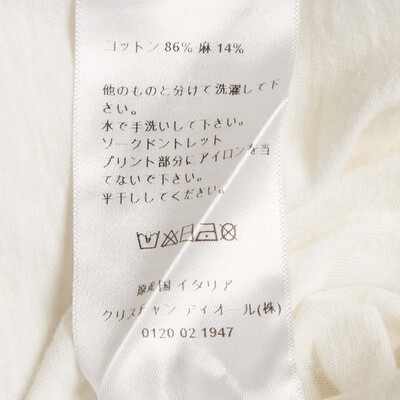 コットン 86% 麻 14%
他のものと分けて洗濯して下
さい。
水で手洗いして下さい。
ソークドントレット
プリント部分にアイロンを当
てないで下さい。
平干ししてください。
原産国 イタリア
クリスチャン ディオール(株)
0120 02 1947